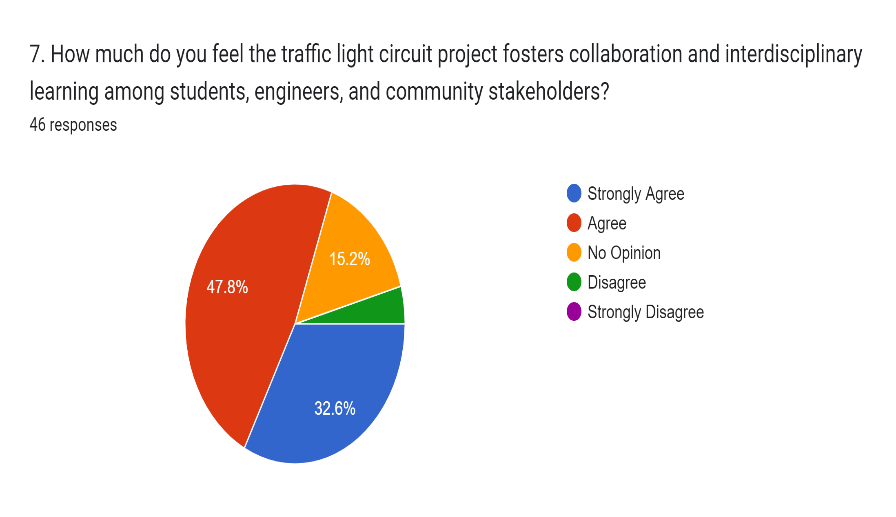 7. How much do you feel the traffic light circuit project fosters collaboration and interdisciplinary
learning among students, engineers, and community stakeholders?
46 responses
Strongly Agree
Agree
No Opinion
Disagree
Strongly Disagree
15.2%
47.8%
32.6%